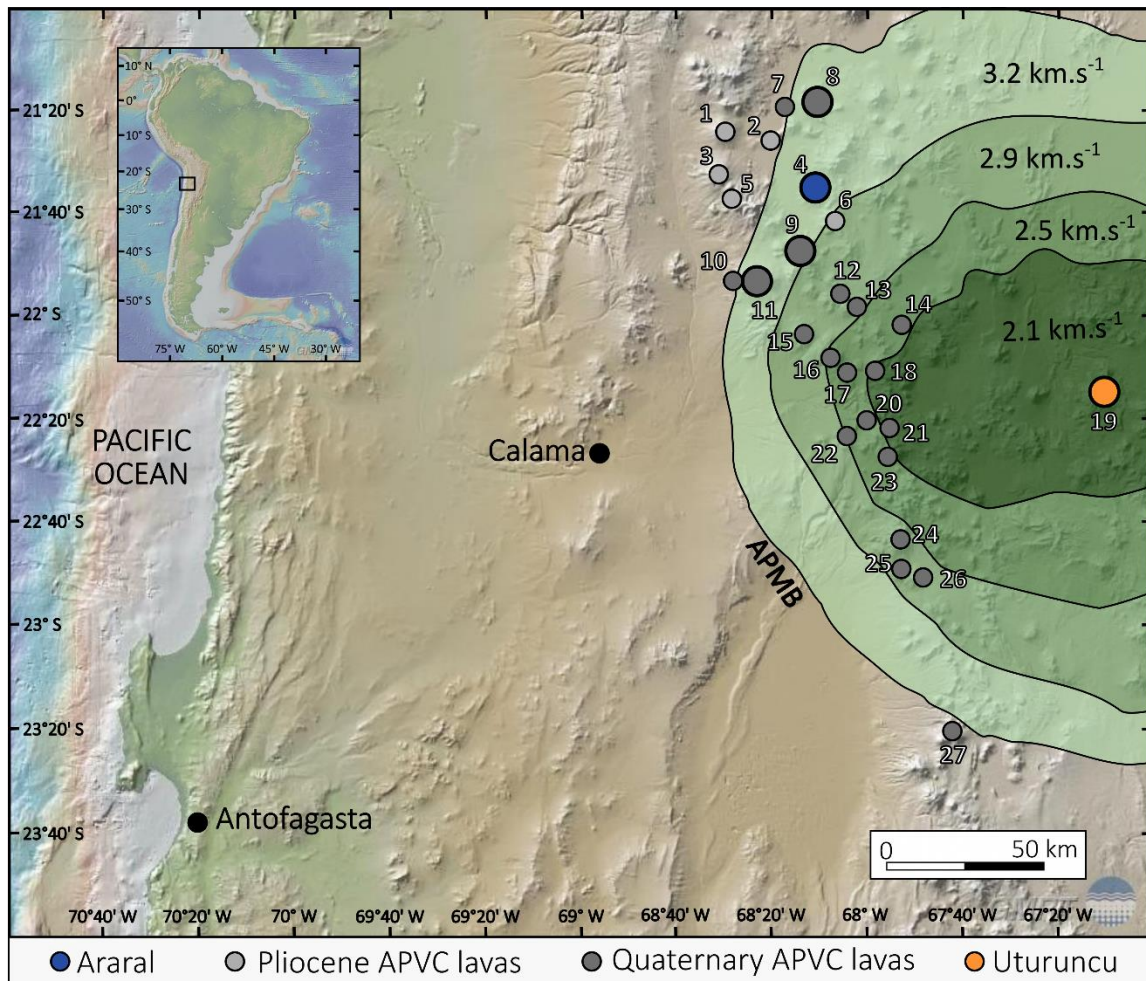 10° N
0°
10° S
20° S
30° S
40° S
50° S
75° W
60° W
45° W
30° W
21°20' S
21°40' S
22° S
22°20' S
22°40' S
23° S
23°20' S
23°40' S
3.2 km.s⁻¹
2.9 km.s⁻¹
2.5 km.s⁻¹
2.1 km.s⁻¹
7
8
1
2
3
4
5
6
9
10
11
12
13
14
15
16
17
18
19
20
21
22
23
24
25
26
27
PACIFIC
OCEAN
Calama
APMB
Antofagasta
0 50 km
70°40' W 70°20' W 70° W 69°40' W 69°20' W 69° W 68°40' W 68°20' W 68° W 67°40' W 67°20' W
Araral Pliocene APVC lavas Quaternary APVC lavas Uturuncu